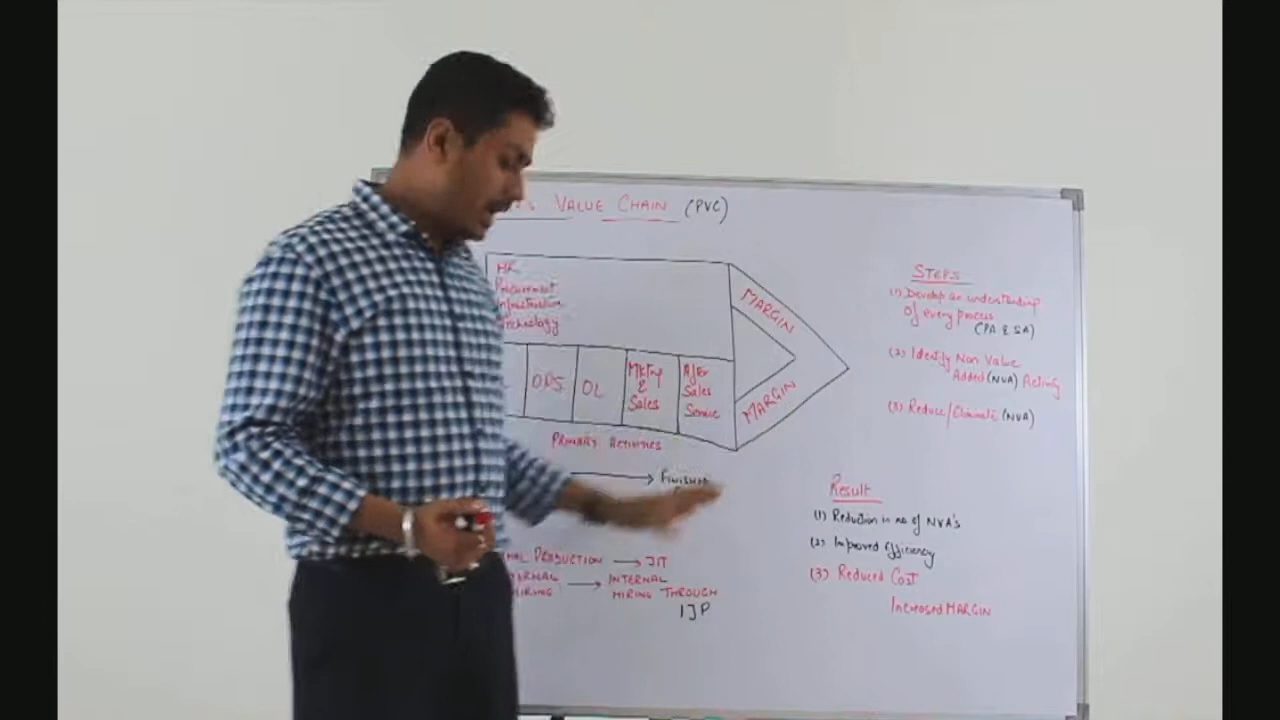 VALUE CHAIN (PVC)
HR
Procurement
Infrastructure
Technology
OPS
OL
Mktng
&
Sales
After
Sales
Service
MARGIN
MARGIN
PRIMARY ACTIVITIES
FINISHED
PRODUCTION → JIT
HIRING → INTERNAL
HIRING THROUGH
IJP
STEPS
(1) Develop an understanding
of every process
(PA & SA)
(2) Identify Non Value
Added (NVA) Activity
(3) Reduce/Eliminate (NVA)
Result
(1) Reduction in no of NVA's
(2) Improved Efficiency
(3) Reduced Cost
Increased MARGIN